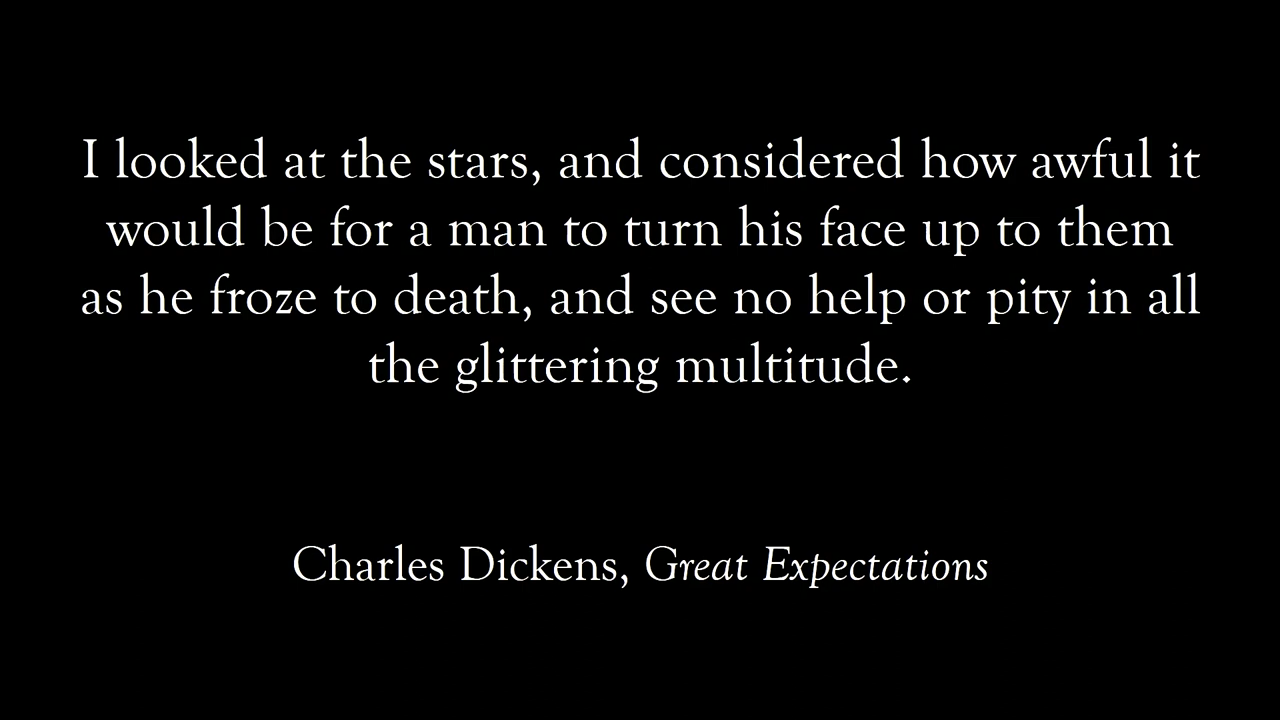 I looked at the stars, and considered how awful it
would be for a man to turn his face up to them
as he froze to death, and see no help or pity in all
the glittering multitude.
Charles Dickens, Great Expectations